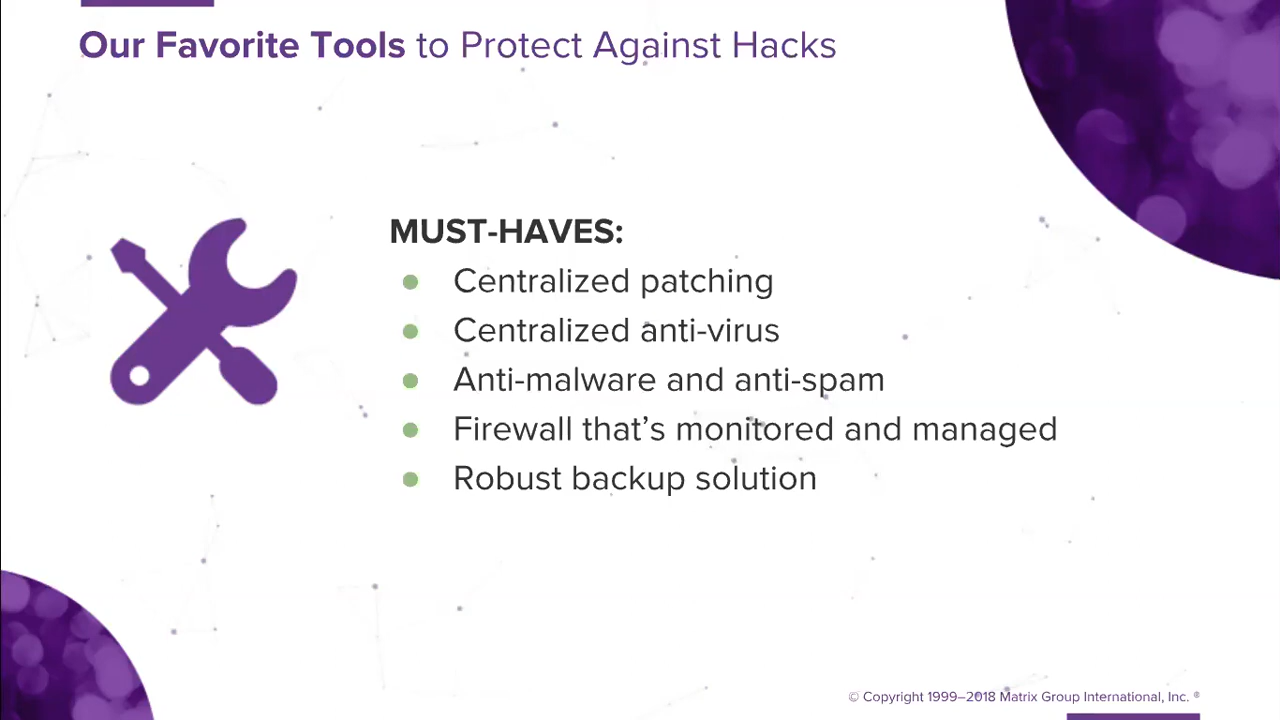 Our Favorite Tools to Protect Against Hacks
MUST-HAVES:
● Centralized patching
● Centralized anti-virus
● Anti-malware and anti-spam
● Firewall that’s monitored and managed
● Robust backup solution
© Copyright 1999–2018 Matrix Group International, Inc. ®